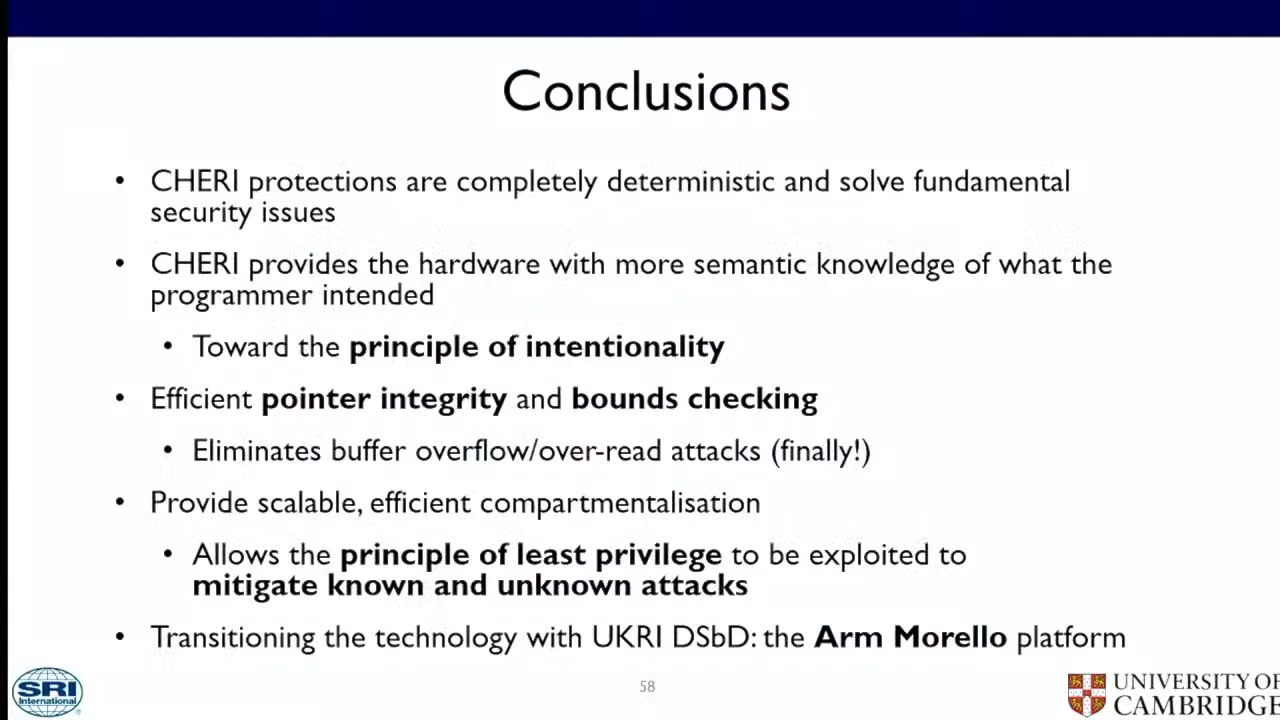 Conclusions
• CHERI protections are completely deterministic and solve fundamental
security issues
• CHERI provides the hardware with more semantic knowledge of what the
programmer intended
• Toward the principle of intentionality
• Efficient pointer integrity and bounds checking
• Eliminates buffer overflow/over-read attacks (finally!)
• Provide scalable, efficient compartmentalisation
• Allows the principle of least privilege to be exploited to
mitigate known and unknown attacks
• Transitioning the technology with UKRI DSbD: the Arm Morello platform
SRI
International
58
UNIVERSITY OF
CAMBRIDGE